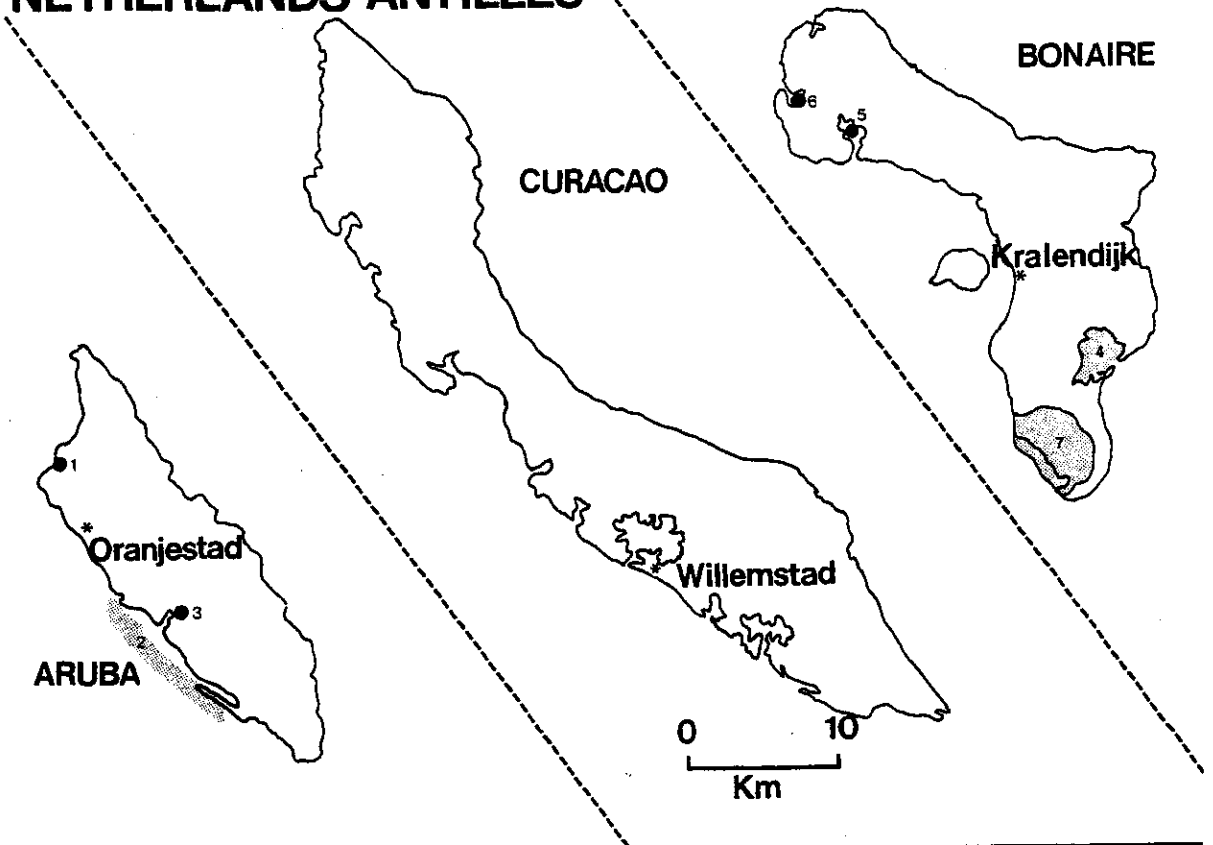 NETHERLANDS ANTILLES
BONAIRE
6
5
CURACAO
Kralendijk
*
4
7
1
*
Oranjestad
*
Willemstad
3
2
ARUBA
0 10
Km